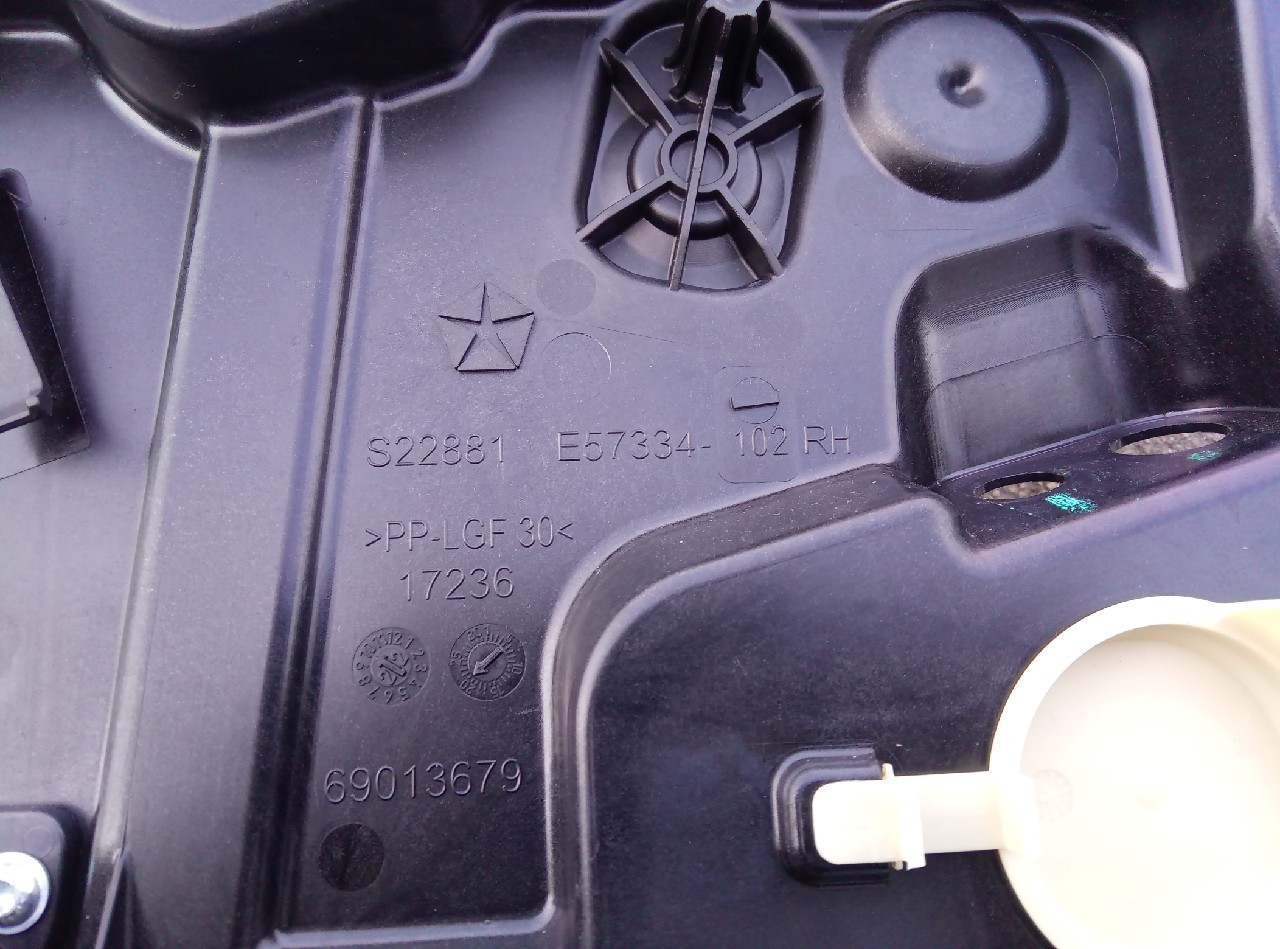 S22881 E57334- 102 RH
>PP-LGF 30<
17236
69013679